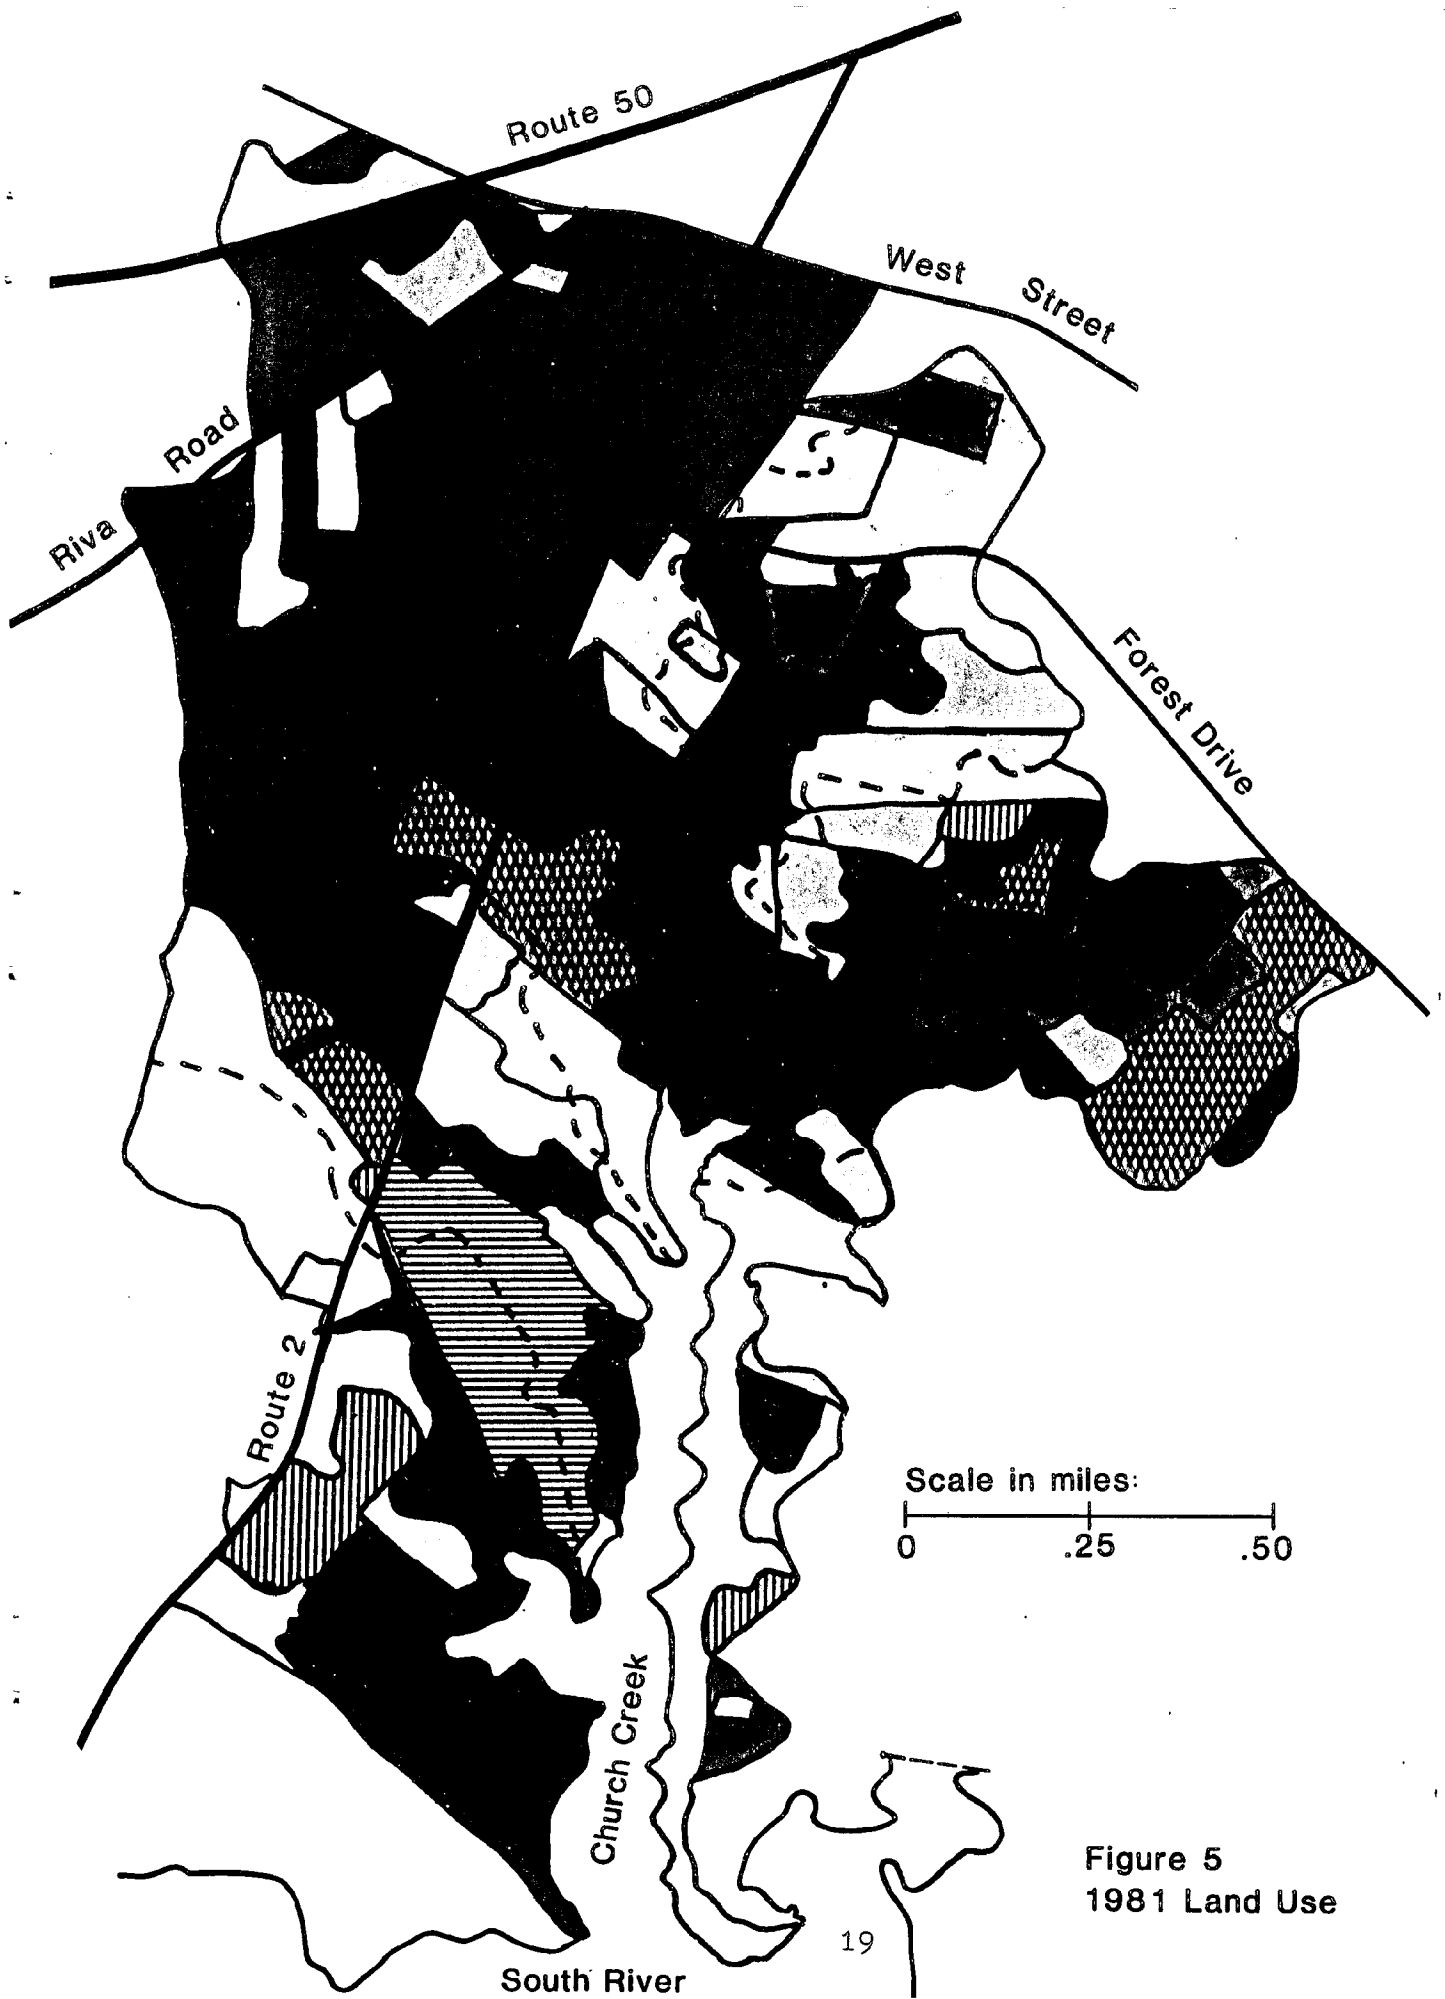 Route 50
West Street
Riva Road
Forest Drive
Route 2
Scale in miles:
0 .25 .50
Church Creek
Figure 5
1981 Land Use
19
South River